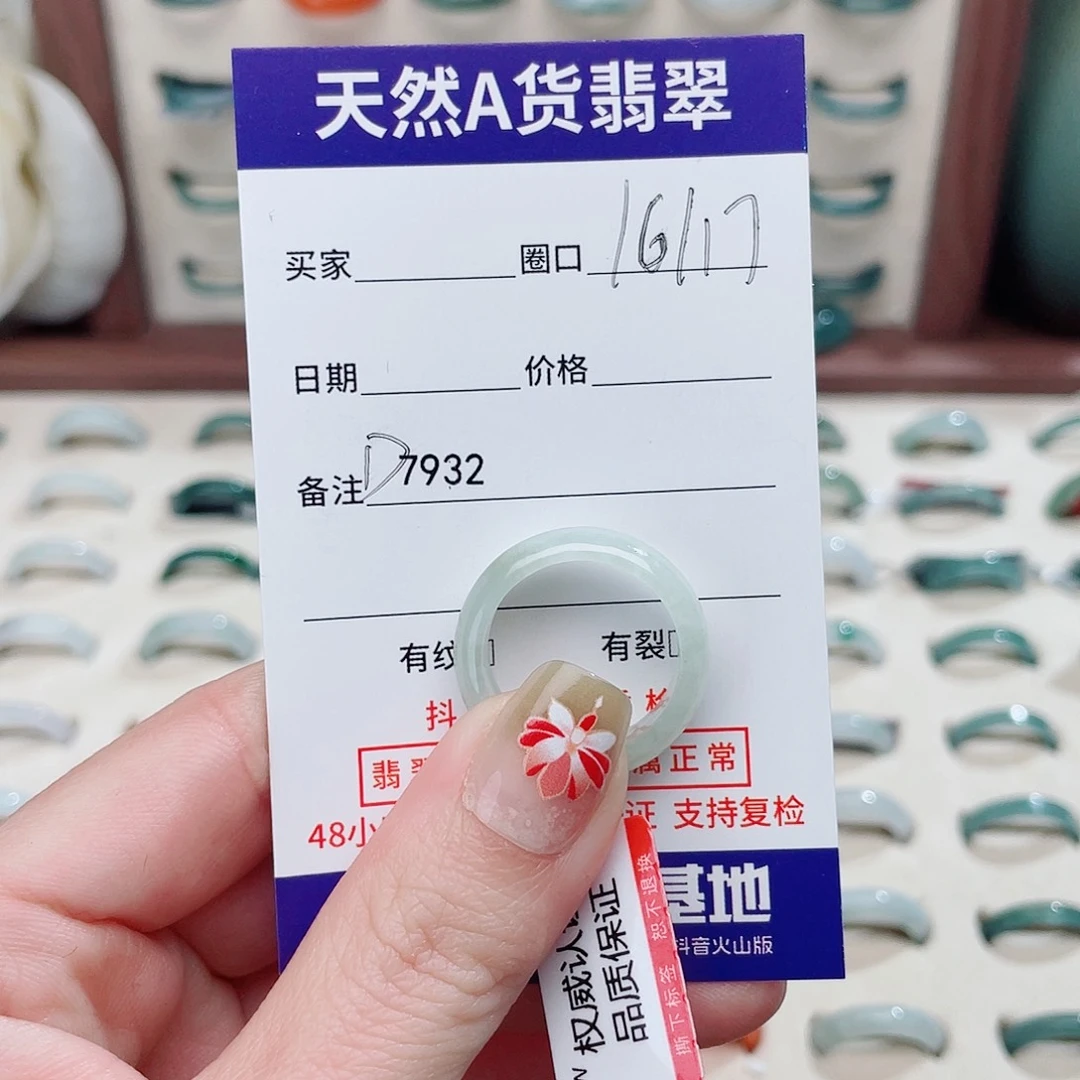 天然A货翡翠
买家 圈口 16/17
日期 价格
备注 D7932
有纹 有裂
抖 检
翡 属正常
48小 证 支持复检
基地
抖音火山版
权威认
品质保证
撕下标签 恕不退换